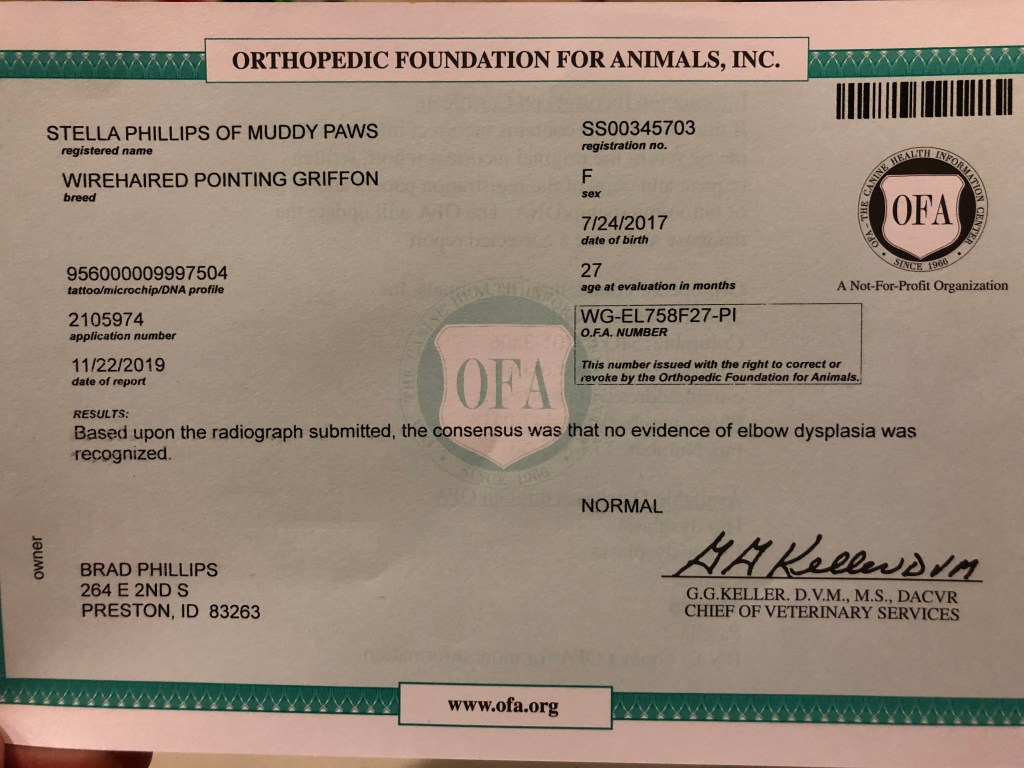 ORTHOPEDIC FOUNDATION FOR ANIMALS, INC.
STELLA PHILLIPS OF MUDDY PAWS
registered name
WIREHAIRED POINTING GRIFFON
breed
956000009997504
tattoo/microchip/DNA profile
2105974
application number
11/22/2019
date of report
SS00345703
registration no.
F
sex
7/24/2017
date of birth
27
age at evaluation in months
WG-EL758F27-PI
O.F.A. NUMBER
This number issued with the right to correct or
revoke by the Orthopedic Foundation for Animals.
OFA - THE CANINE HEALTH INFORMATION CENTER
OFA
SINCE 1966
A Not-For-Profit Organization
OFA
SINCE 1966
RESULTS:
Based upon the radiograph submitted, the consensus was that no evidence of elbow dysplasia was
recognized.
NORMAL
owner
BRAD PHILLIPS
264 E 2ND S
PRESTON, ID 83263
GG Keller DVM
G.G.KELLER. D.V.M., M.S., DACVR
CHIEF OF VETERINARY SERVICES
www.ofa.org